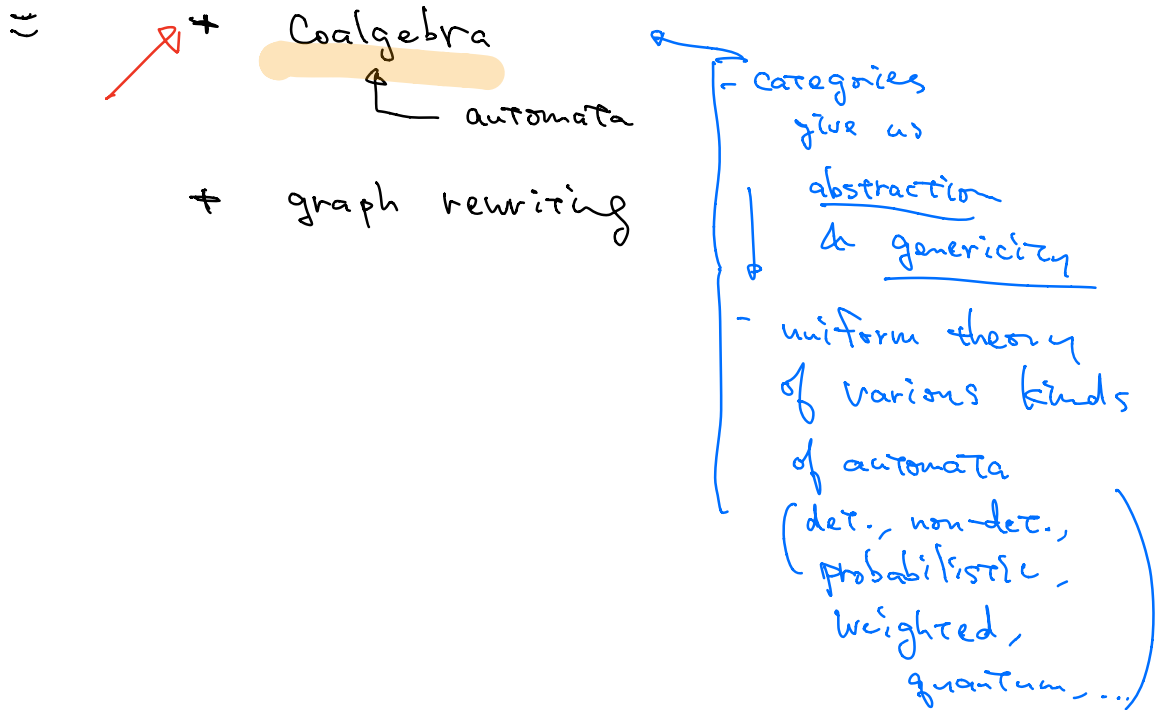 * Coalgebra
automata
* graph rewriting
- categories
give us
abstraction
& genericity
- uniform theory
of various kinds
of automata
(det., non-det.,
probabilistic,
weighted,
quantum, ...)